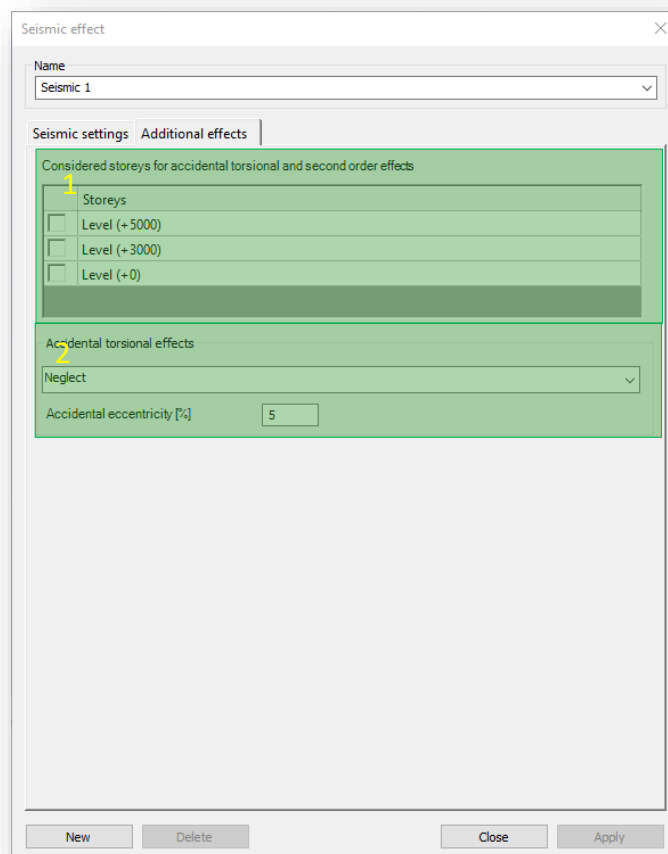 Seismic effect
Name
Seismic 1
Seismic settings Additional effects
Considered storeys for accidental torsional and second order effects
1
Storeys
Level (+5000)
Level (+3000)
Level (+0)
Accidental torsional effects
2
Neglect
Accidental eccentricity [%] 5
New Delete Close Apply